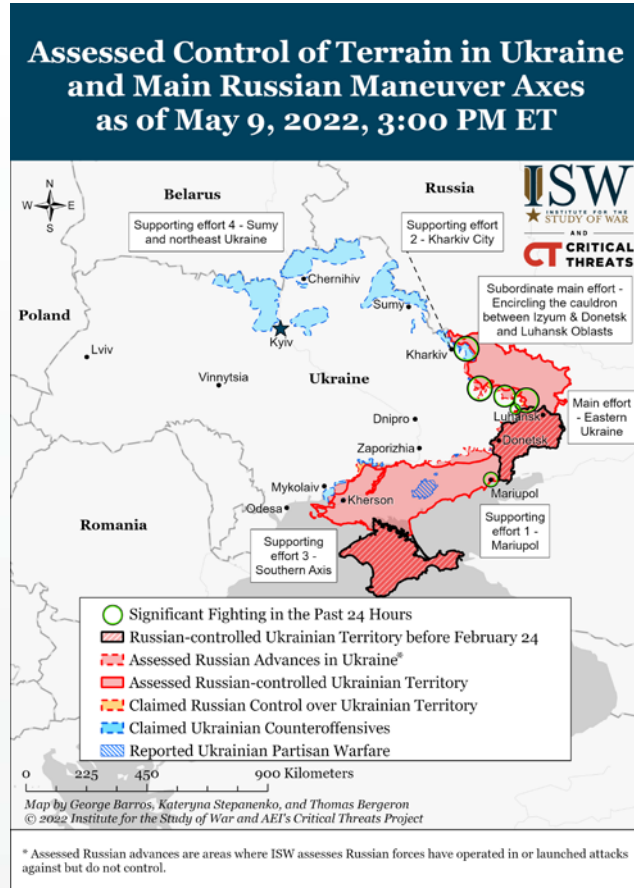 Assessed Control of Terrain in Ukraine
and Main Russian Maneuver Axes
as of May 9, 2022, 3:00 PM ET
N
W E
S
Belarus
Russia
ISW
INSTITUTE FOR THE
STUDY OF WAR
AND
CT CRITICAL
THREATS
Supporting effort 4 - Sumy
and northeast Ukraine
Supporting effort
2 - Kharkiv City
Subordinate main effort -
Encircling the cauldron
between Izyum & Donetsk
and Luhansk Oblasts
Chernihiv
Sumy
Poland
Kyiv
Kharkiv
Lviv
Vinnytsia
Ukraine
Luhansk
Main effort
- Eastern
Ukraine
Dnipro
Donetsk
Zaporizhia
Mykolaiv
Kherson
Mariupol
Odesa
Romania
Supporting
effort 1 -
Mariupol
Supporting
effort 3 -
Southern Axis
Significant Fighting in the Past 24 Hours
Russian-controlled Ukrainian Territory before February 24
Assessed Russian Advances in Ukraine*
Assessed Russian-controlled Ukrainian Territory
Claimed Russian Control over Ukrainian Territory
Claimed Ukrainian Counteroffensives
Reported Ukrainian Partisan Warfare
0 225 450 900 Kilometers
Map by George Barros, Kateryna Stepanenko, and Thomas Bergeron
© 2022 Institute for the Study of War and AEI's Critical Threats Project
* Assessed Russian advances are areas where ISW assesses Russian forces have operated in or launched attacks
against but do not control.